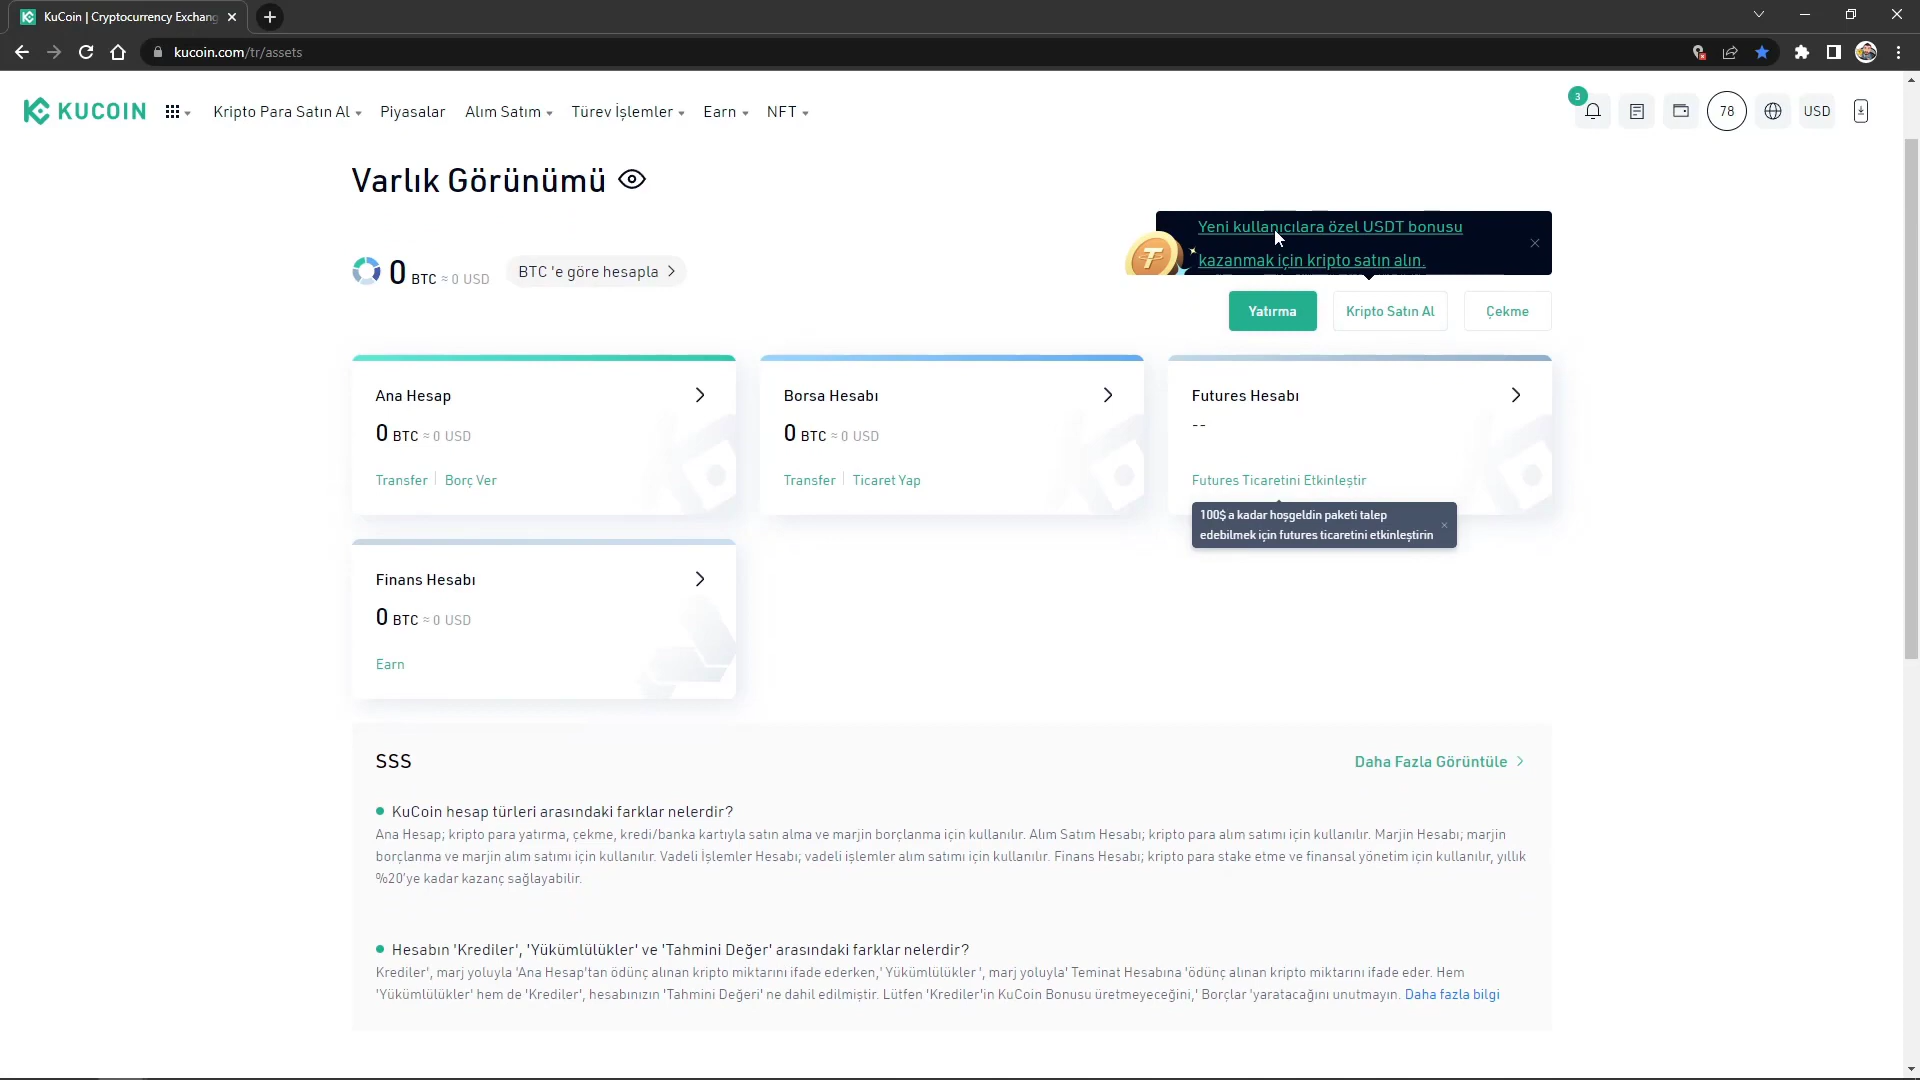 KuCoin | Cryptocurrency Exchang
kucoin.com/tr/assets
KUCOIN
Kripto Para Satın Al
Piyasalar
Alım Satım
Türev İşlemler
Earn
NFT
3
78
USD
Varlık Görünümü
0 BTC ≈ 0 USD
BTC 'e göre hesapla
Yeni kullanıcılara özel USDT bonusu
kazanmak için kripto satın alın.
Yatırma
Kripto Satın Al
Çekme
Ana Hesap
0 BTC ≈ 0 USD
Transfer
Borç Ver
Borsa Hesabı
0 BTC ≈ 0 USD
Transfer
Ticaret Yap
Futures Hesabı
--
Futures Ticaretini Etkinleştir
100$ a kadar hoşgeldin paketi talep
edebilmek için futures ticaretini etkinleştirin
Finans Hesabı
0 BTC ≈ 0 USD
Earn
SSS
Daha Fazla Görüntüle
KuCoin hesap türleri arasındaki farklar nelerdir?
Ana Hesap; kripto para yatırma, çekme, kredi/banka kartıyla satın alma ve marjin borçlanma için kullanılır. Alım Satım Hesabı; kripto para alım satımı için kullanılır. Marjin Hesabı; marjin
borçlanma ve marjin alım satımı için kullanılır. Vadeli İşlemler Hesabı; vadeli işlemler alım satımı için kullanılır. Finans Hesabı; kripto para stake etme ve finansal yönetim için kullanılır, yıllık
%20'ye kadar kazanç sağlayabilir.
Hesabın 'Krediler', 'Yükümlülükler' ve 'Tahmini Değer' arasındaki farklar nelerdir?
Krediler', marj yoluyla 'Ana Hesap'tan ödünç alınan kripto miktarını ifade ederken,' Yükümlülükler ', marj yoluyla' Teminat Hesabına 'ödünç alınan kripto miktarını ifade eder. Hem
'Yükümlülükler' hem de 'Krediler', hesabınızın 'Tahmini Değeri' ne dahil edilmiştir. Lütfen 'Krediler'in KuCoin Bonusu üretmeyeceğini,' Borçlar 'yaratacağını unutmayın. Daha fazla bilgi